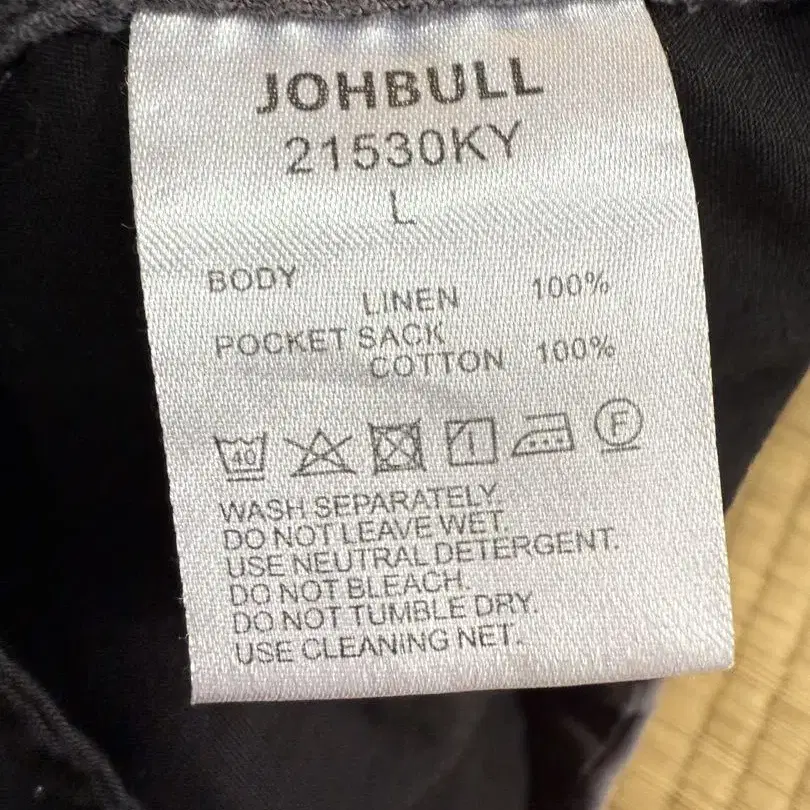 JOHBULL
21530KY
L
BODY
LINEN 100%
POCKET SACK
COTTON 100%
40 F
WASH SEPARATELY.
DO NOT LEAVE WET.
USE NEUTRAL DETERGENT.
DO NOT BLEACH.
DO NOT TUMBLE DRY.
USE CLEANING NET.